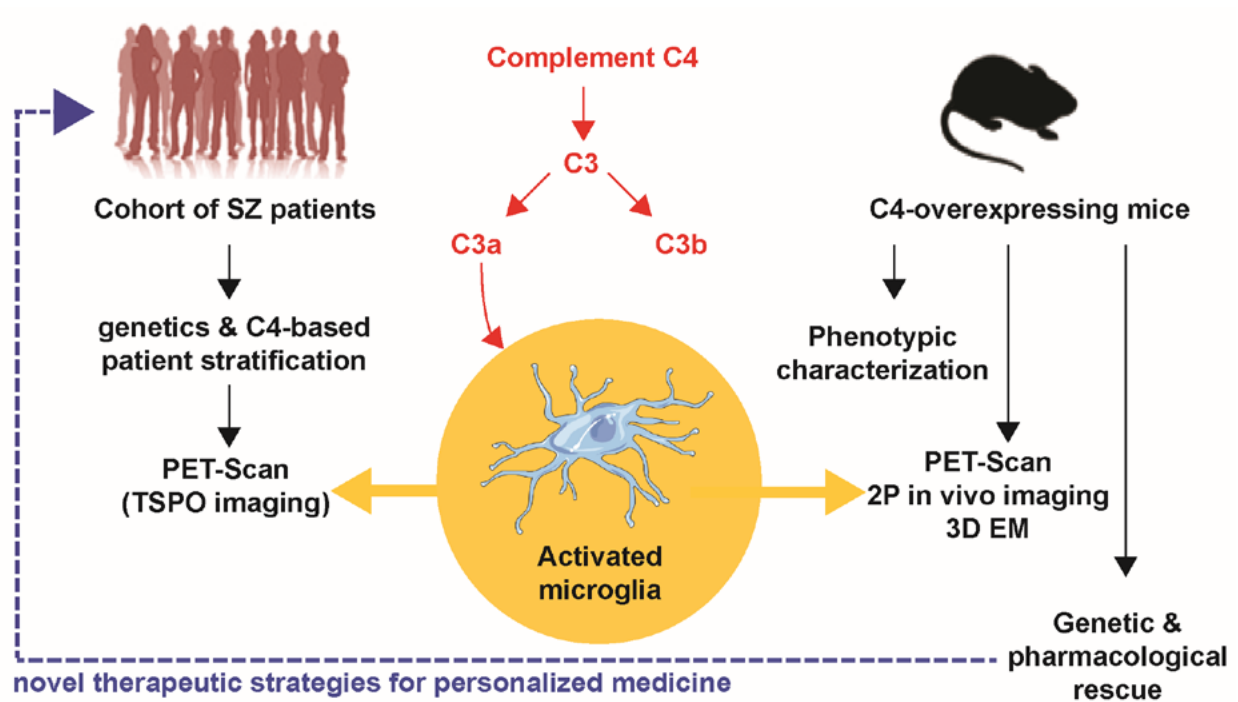 Complement C4
C3
C3a
C3b
Cohort of SZ patients
genetics & C4-based
patient stratification
PET-Scan
(TSPO imaging)
Activated
microglia
C4-overexpressing mice
Phenotypic
characterization
PET-Scan
2P in vivo imaging
3D EM
Genetic &
pharmacological
rescue
novel therapeutic strategies for personalized medicine